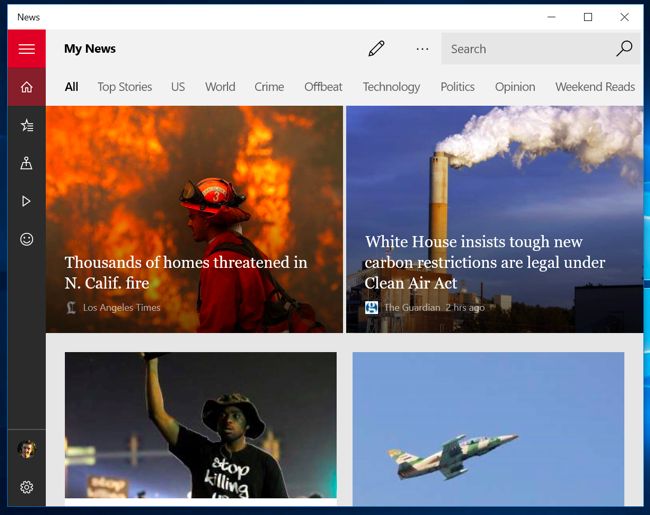 News
My News
Search
All Top Stories US World Crime Offbeat Technology Politics Opinion Weekend Reads
3
Thousands of homes threatened in
N. Calif. fire
Los Angeles Times
White House insists tough new
carbon restrictions are legal under
Clean Air Act
The Guardian 2 hrs ago
stop
killing